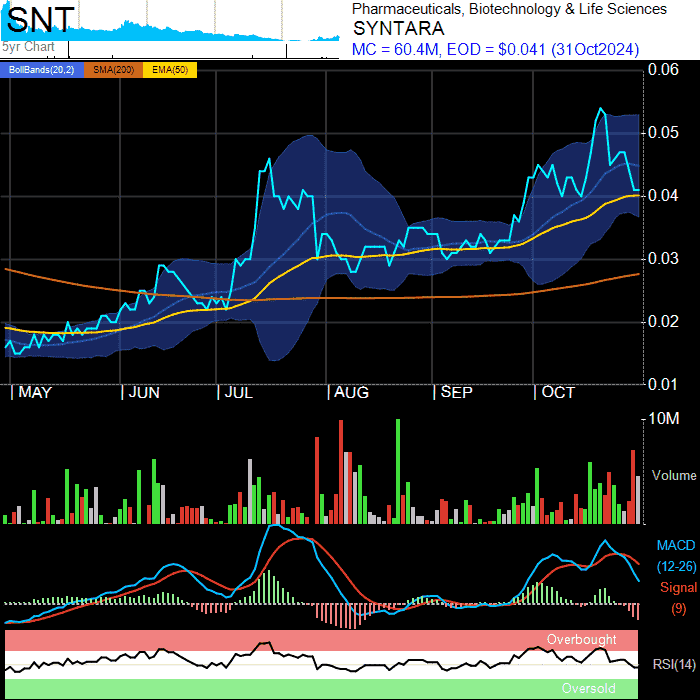 SNT
5yr Chart
Pharmaceuticals, Biotechnology & Life Sciences
SYNTARA
MC = 60.4M, EOD = $0.041 (31Oct2024)
BollBands(20,2) SMA(200) EMA(50)
0.06
0.05
0.04
0.03
0.02
0.01
MAY JUN JUL AUG SEP OCT
10M
Volume
MACD
(12-26)
Signal
(9)
Overbought
RSI(14)
Oversold